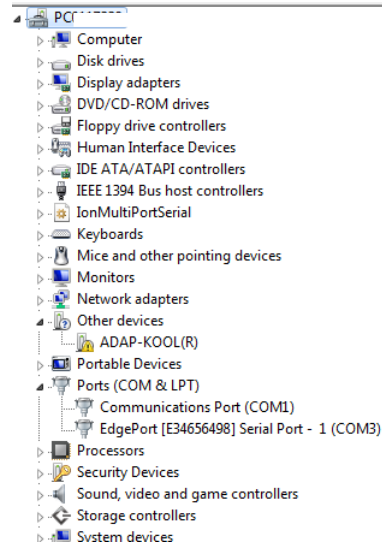 Computer
Disk drives
Display adapters
DVD/CD-ROM drives
Floppy drive controllers
Human Interface Devices
IDE ATA/ATAPI controllers
IEEE 1394 Bus host controllers
IonMultiPortSerial
Keyboards
Mice and other pointing devices
Monitors
Network adapters
Other devices
ADAP-KOOL(R)
Portable Devices
Ports (COM & LPT)
Communications Port (COM1)
EdgePort [E34656498] Serial Port - 1 (COM3)
Processors
Security Devices
Sound, video and game controllers
Storage controllers
System devices